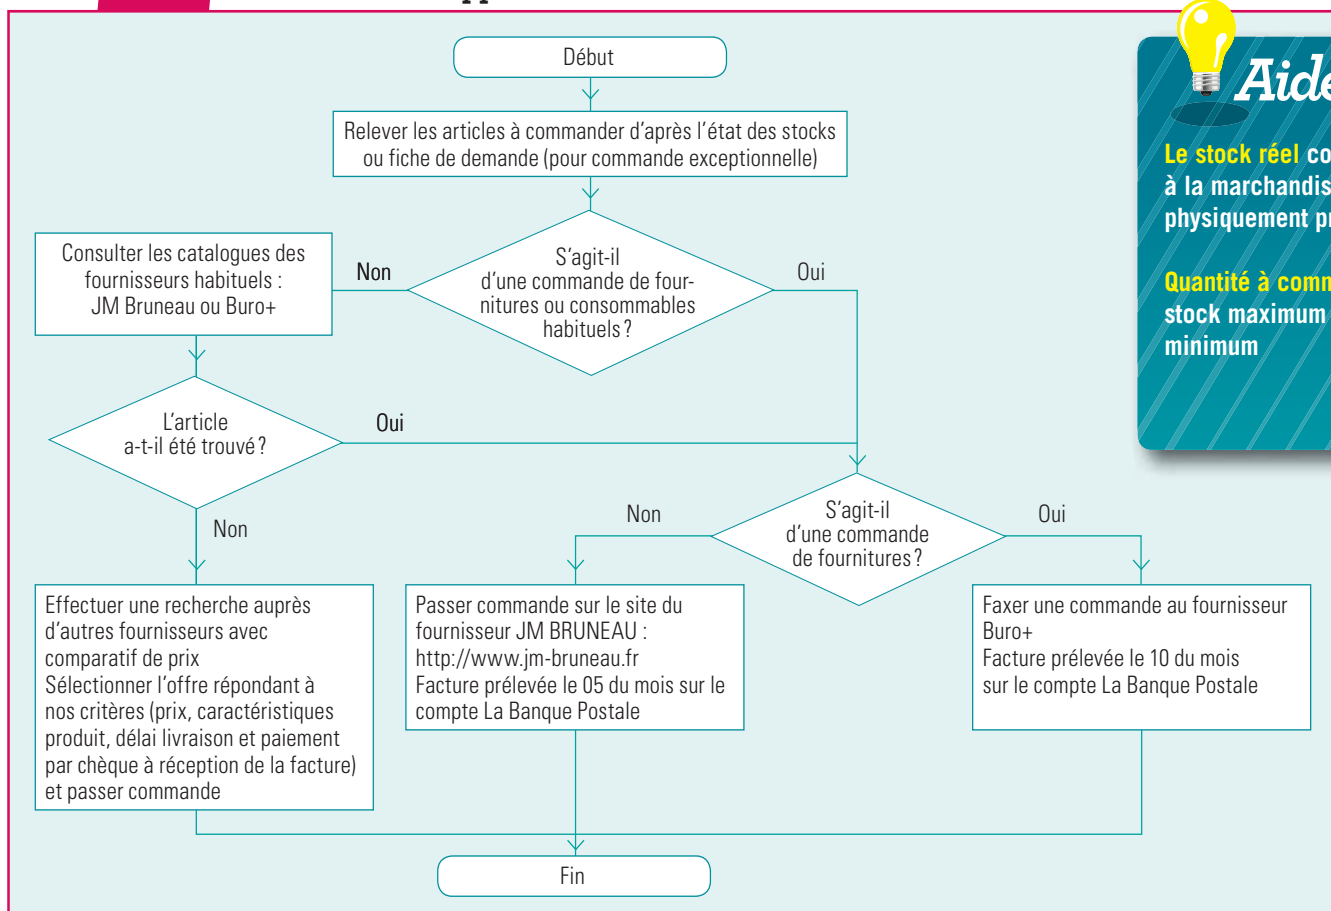 Début
Relever les articles à commander d'après l'état des stocks
ou fiche de demande (pour commande exceptionnelle)
S'agit-il
d'une commande de four-
nitures ou consommables
habituels ?
Non
Oui
Consulter les catalogues des
fournisseurs habituels :
JM Bruneau ou Buro+
L'article
a-t-il été trouvé ?
Oui
Non
S'agit-il
d'une commande
de fournitures ?
Non
Oui
Effectuer une recherche auprès
d'autres fournisseurs avec
comparatif de prix
Sélectionner l'offre répondant à
nos critères (prix, caractéristiques
produit, délai livraison et paiement
par chèque à réception de la facture)
et passer commande
Passer commande sur le site du
fournisseur JM BRUNEAU :
http://www.jm-bruneau.fr
Facture prélevée le 05 du mois sur le
compte La Banque Postale
Faxer une commande au fournisseur
Buro+
Facture prélevée le 10 du mois
sur le compte La Banque Postale
Fin
Aide
Le stock réel co
à la marchandis
physiquement pr
Quantité à comm
stock maximum
minimum